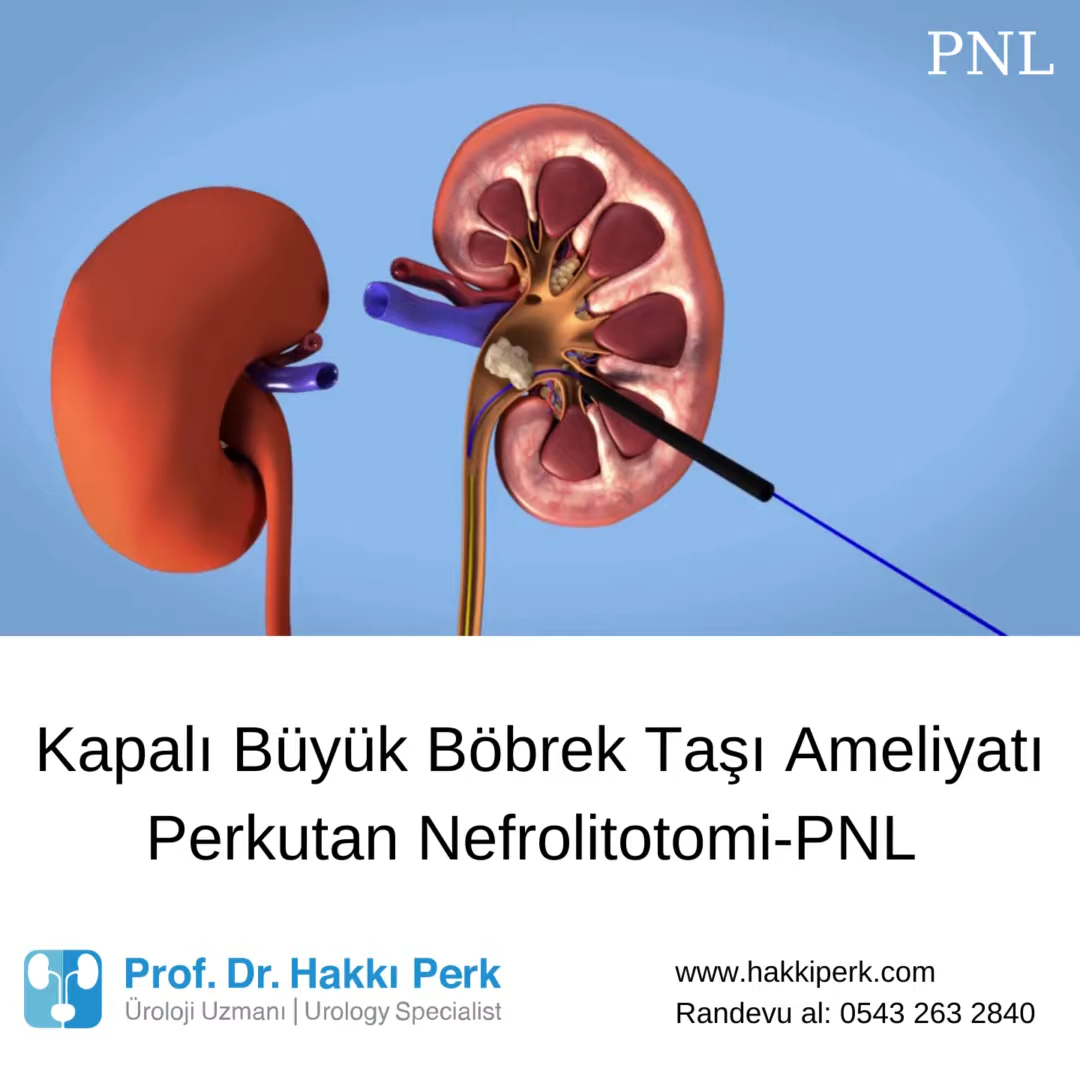 PNL
Kapalı Büyük Böbrek Taşı Ameliyatı
Perkutan Nefrolitotomi-PNL
Prof. Dr. Hakkı Perk
Üroloji Uzmanı | Urology Specialist
www.hakkiperk.com
Randevu al: 0543 263 2840